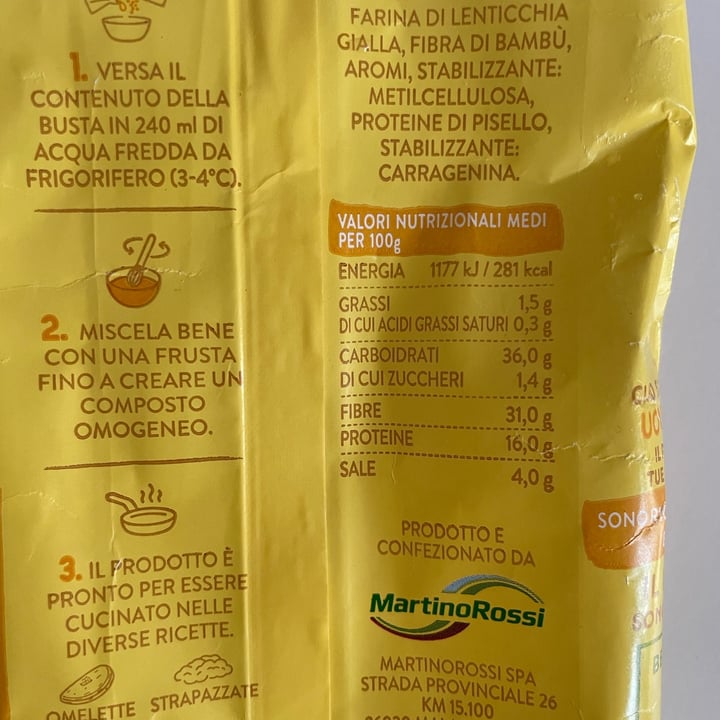 1. VERSA IL
CONTENUTO DELLA
BUSTA IN 240 ml DI
ACQUA FREDDA DA
FRIGORIFERO (3-4°C).
2. MISCELA BENE
CON UNA FRUSTA
FINO A CREARE UN
COMPOSTO
OMOGENEO.
3. IL PRODOTTO È
PRONTO PER ESSERE
CUCINATO NELLE
DIVERSE RICETTE.
OMELETTE STRAPAZZATE
FARINA DI LENTICCHIA
GIALLA, FIBRA DI BAMBÙ,
AROMI, STABILIZZANTE:
METILCELLULOSA,
PROTEINE DI PISELLO,
STABILIZZANTE:
CARRAGENINA.
VALORI NUTRIZIONALI MEDI
PER 100g
ENERGIA 1177 kJ / 281 kcal
GRASSI 1,5 g
DI CUI ACIDI GRASSI SATURI 0,3 g
CARBOIDRATI 36,0 g
DI CUI ZUCCHERI 1,4 g
FIBRE 31,0 g
PROTEINE 16,0 g
SALE 4,0 g
PRODOTTO E
CONFEZIONATO DA
MartinoRossi
MARTINOROSSI SPA
STRADA PROVINCIALE 26
KM 15.100
SONO